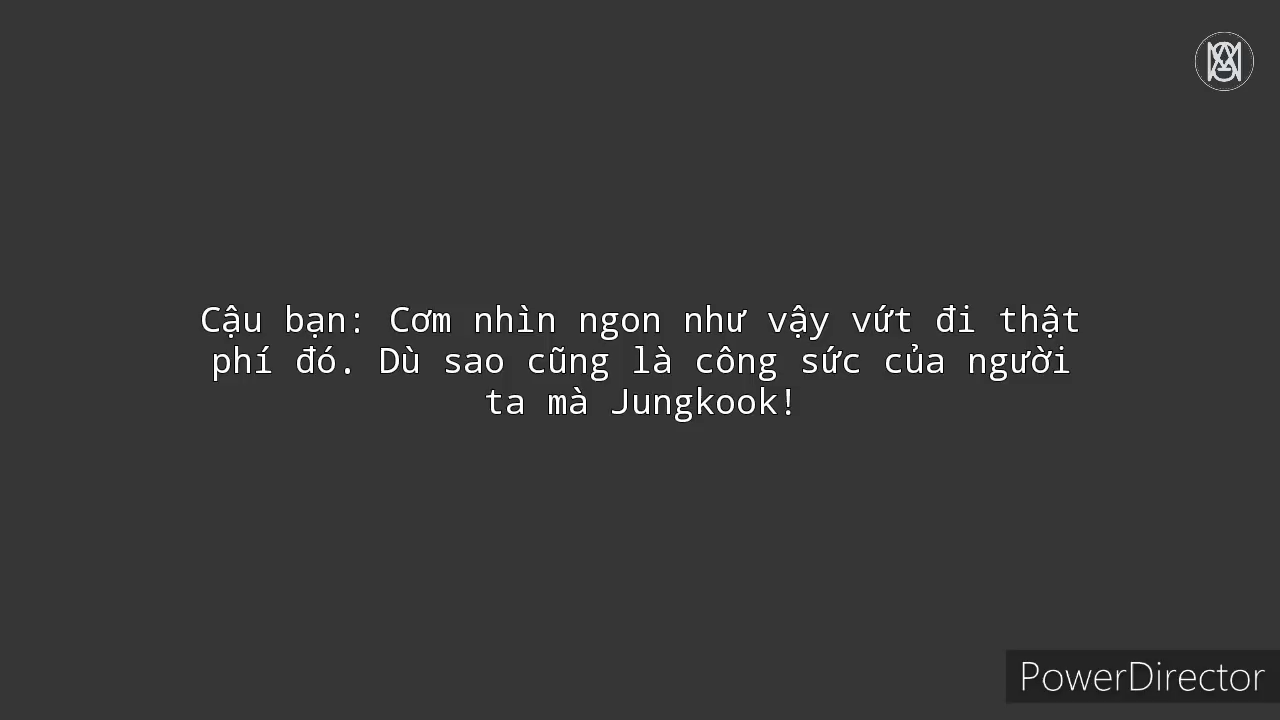 Cậu bạn: Cơm nhìn ngon như vậy vứt đi thật
phí đó. Dù sao cũng là công sức của người
ta mà Jungkook!
PowerDirector